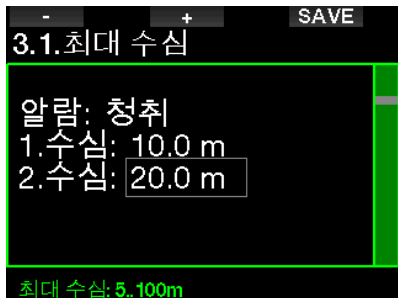 - + SAVE
3.1.최대 수심
알람: 청취
1.수심: 10.0 m
2.수심: 20.0 m
최대 수심: 5..100m